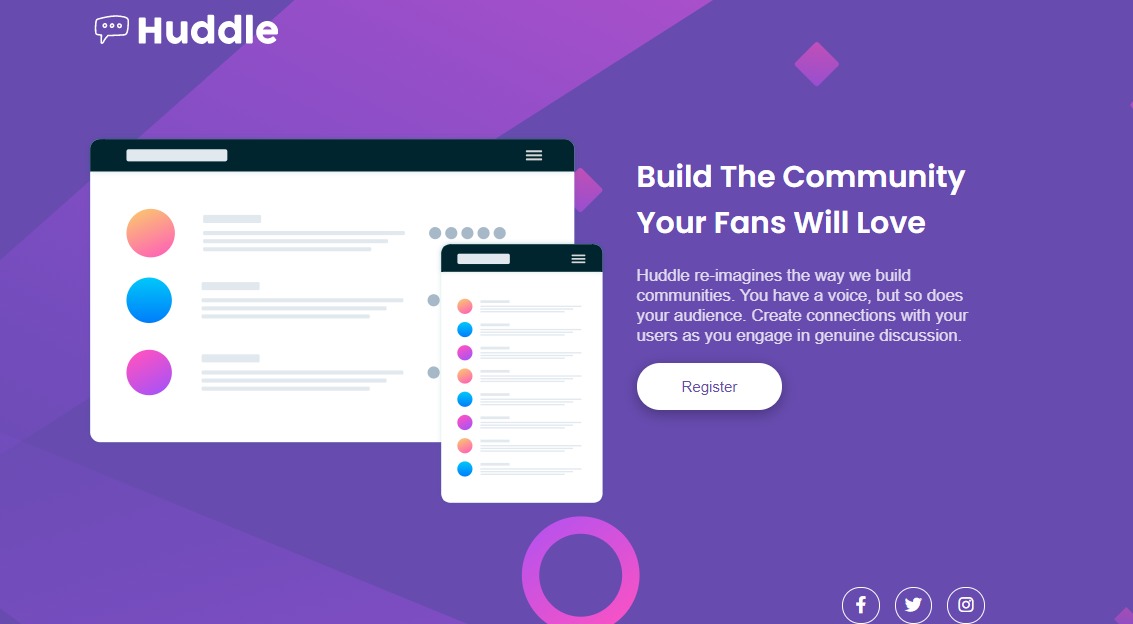 Huddle
Build The Community
Your Fans Will Love
Huddle re-imagines the way we build
communities. You have a voice, but so does
your audience. Create connections with your
users as you engage in genuine discussion.
Register